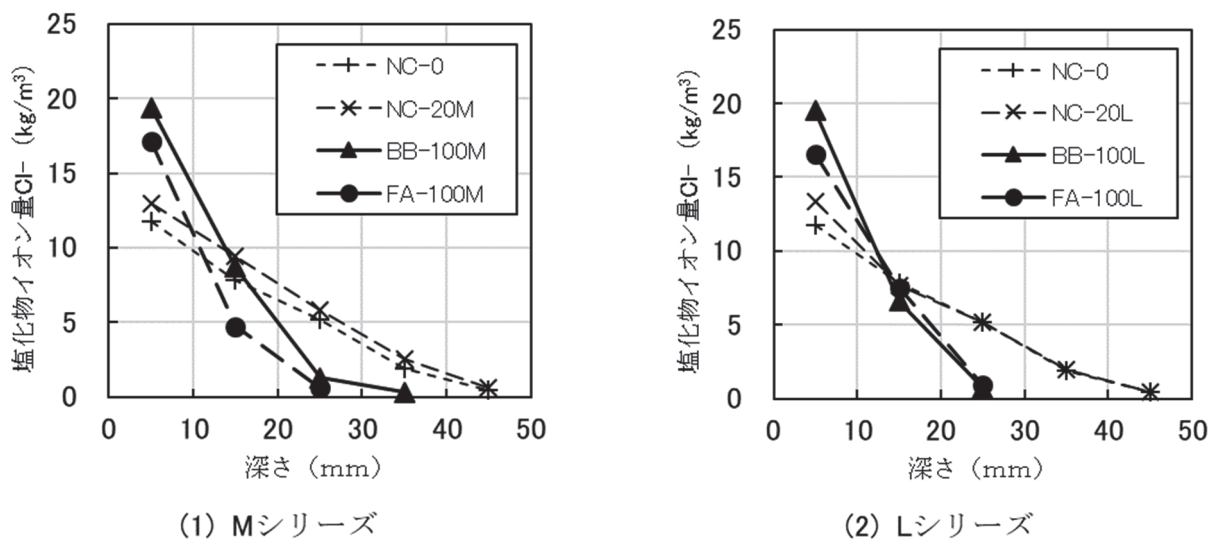 塩化物イオン量Cl-（kg/m³）
25
20
15
10
5
0
NC-0
NC-20M
BB-100M
FA-100M
0 10 20 30 40 50
深さ（mm）
(1) Mシリーズ
塩化物イオン量Cl-（kg/m³）
25
20
15
10
5
0
NC-0
NC-20L
BB-100L
FA-100L
0 10 20 30 40 50
深さ（mm）
(2) Lシリーズ